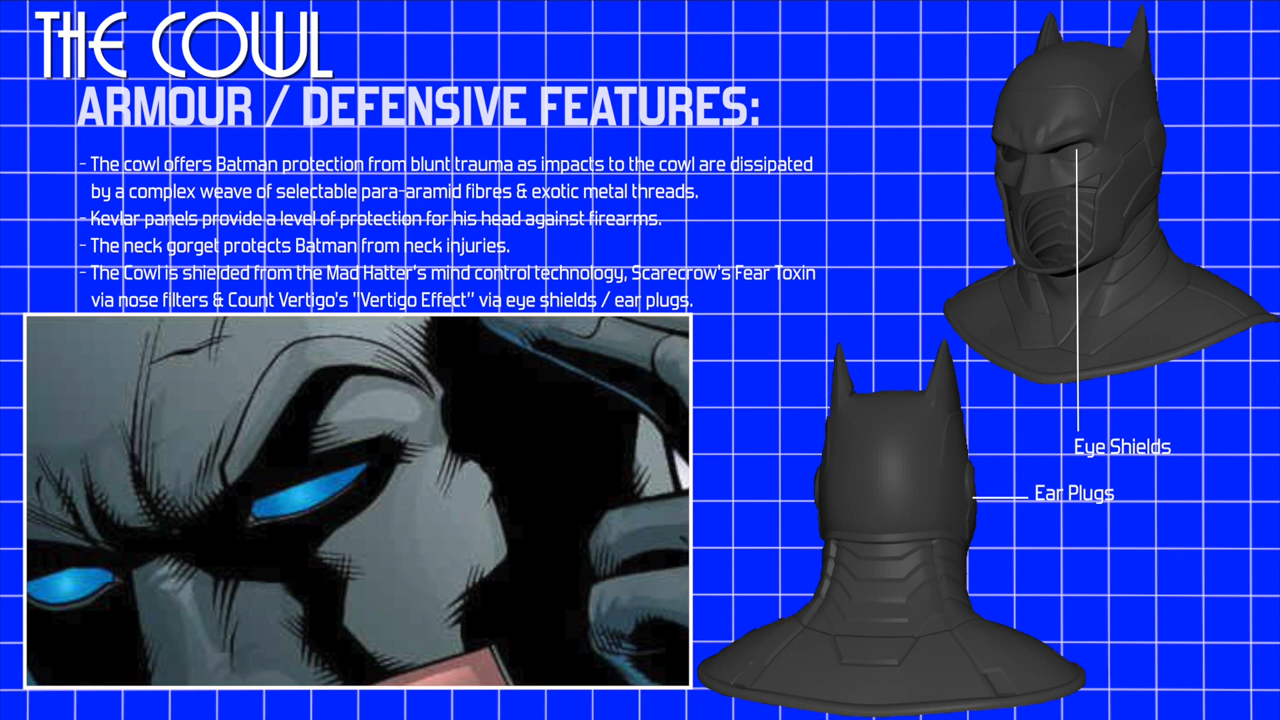 THE COWL
ARMOUR / DEFENSIVE FEATURES:
- The cowl offers Batman protection from blunt trauma as impacts to the cowl are dissipated
by a complex weave of selectable para-aramid fibres & exotic metal threads.
- Kevlar panels provide a level of protection for his head against firearms.
- The neck gorget protects Batman from neck injuries.
- The Cowl is shielded from the Mad Hatter's mind control technology, Scarecrow's Fear Toxin
via nose filters & Count Vertigo's "Vertigo Effect" via eye shields / ear plugs.
Eye Shields
Ear Plugs